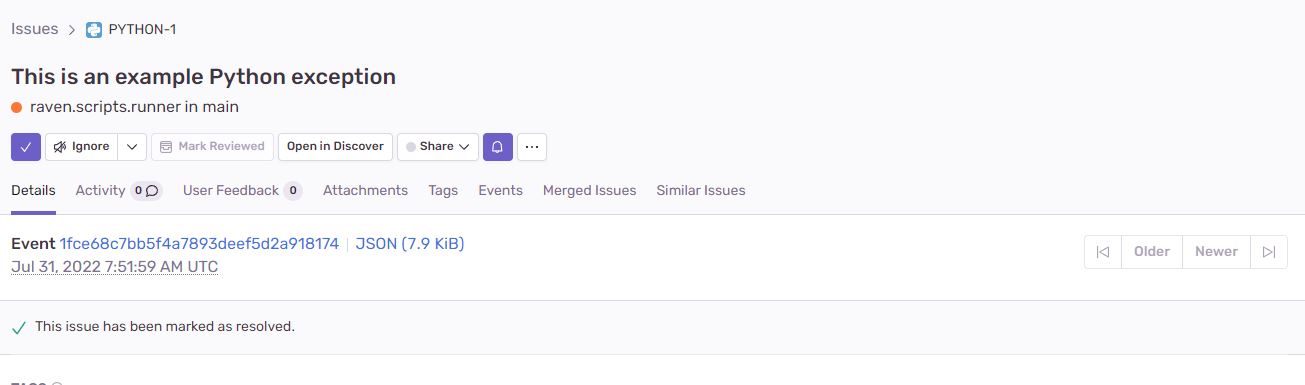 Issues > PYTHON-1
This is an example Python exception
raven.scripts.runner in main
Ignore Mark Reviewed Open in Discover Share ...
Details Activity 0 User Feedback 0 Attachments Tags Events Merged Issues Similar Issues
Event 1fce68c7bb5f4a7893deef5d2a918174 | JSON (7.9 KiB)
Jul 31, 2022 7:51:59 AM UTC
Older Newer
This issue has been marked as resolved.